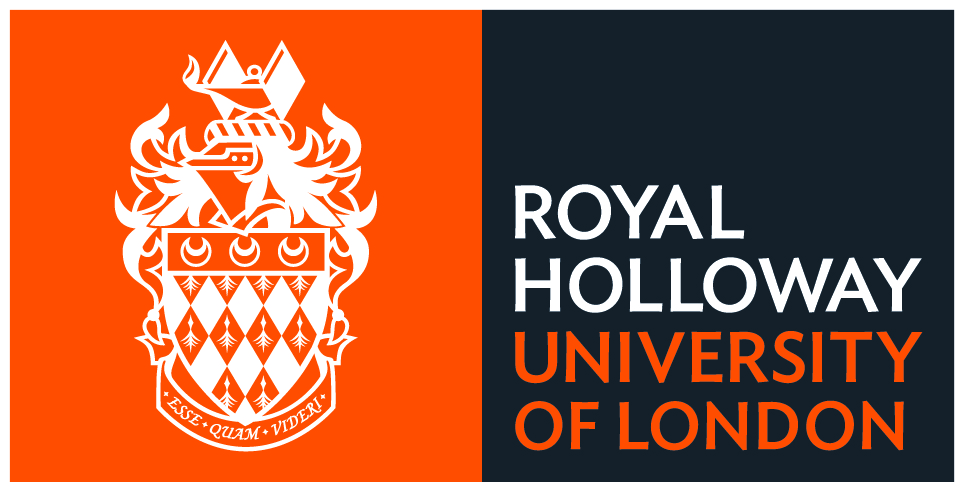 ESSE · QUAM · VIDERI
ROYAL
HOLLOWAY
UNIVERSITY
OF LONDON